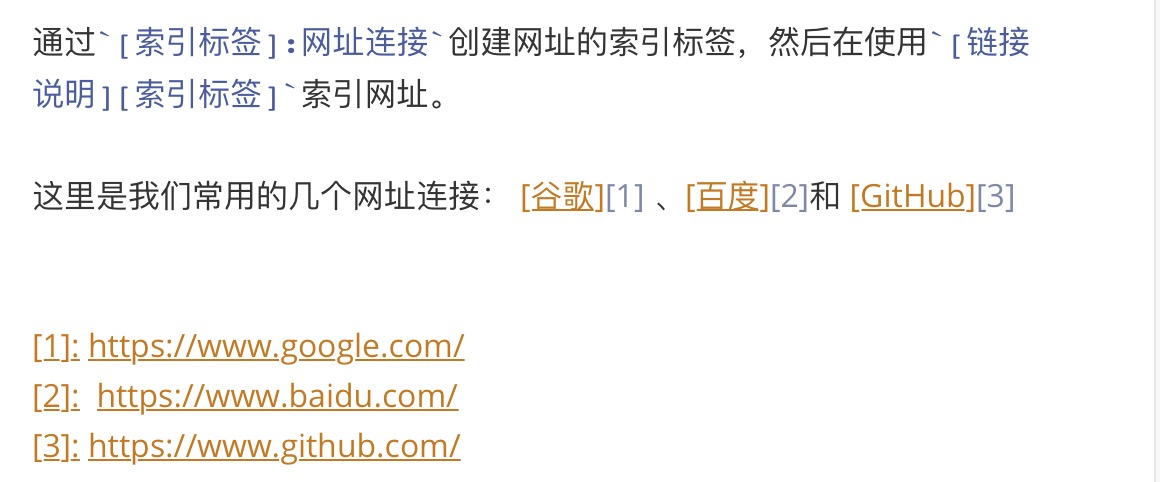 通过`[索引标签]:网址连接`创建网址的索引标签，然后在使用`[链接
说明][索引标签]`索引网址。
这里是我们常用的几个网址连接： [谷歌][1] 、[百度][2]和 [GitHub][3]
[1]: https://www.google.com/
[2]:  https://www.baidu.com/
[3]: https://www.github.com/